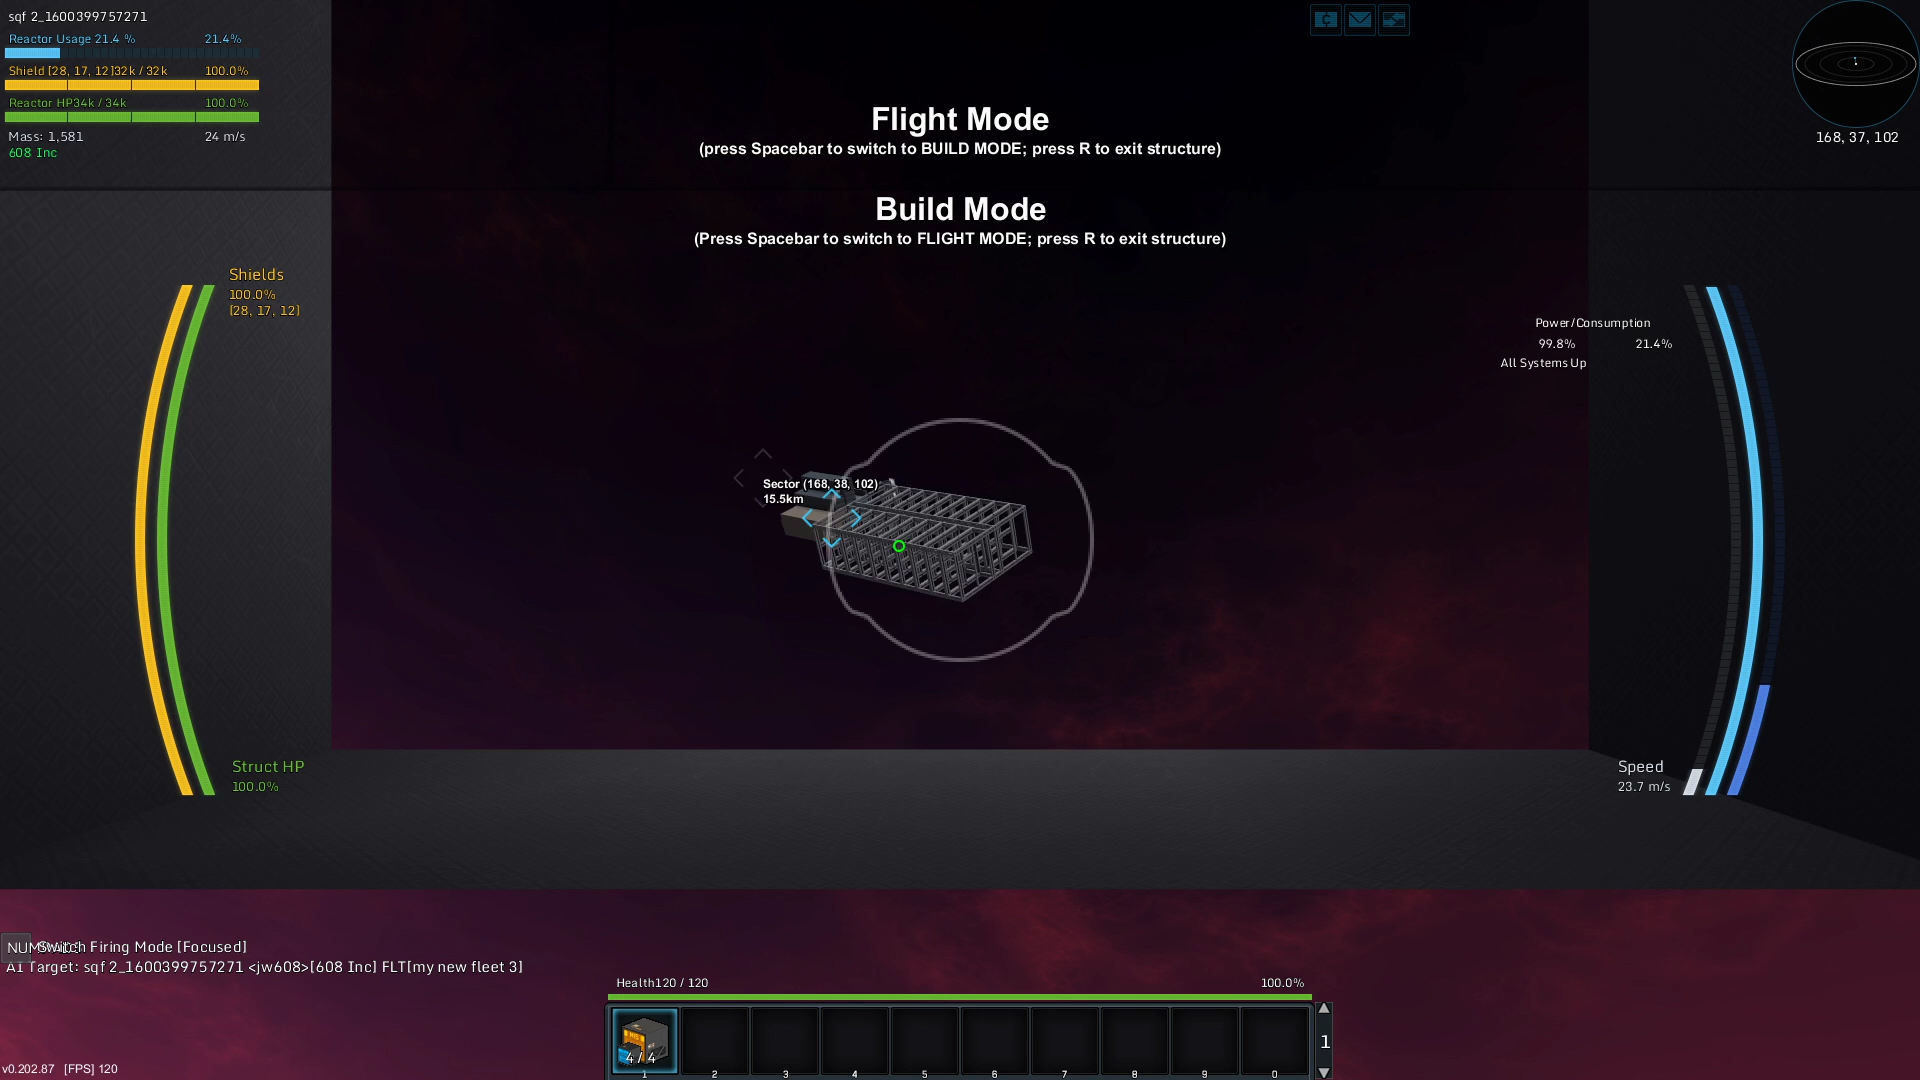 sqf 2_1600399757271
Reactor Usage 21.4 % 21.4%
Shield [28, 17, 12]32k / 32k 100.0%
Reactor HP34k / 34k 100.0%
Mass: 1,581 24 m/s
608 Inc
168, 37, 102
Flight Mode
(press Spacebar to switch to BUILD MODE; press R to exit structure)
Build Mode
(Press Spacebar to switch to FLIGHT MODE; press R to exit structure)
Shields
100.0%
[28, 17, 12]
Power/Consumption
99.8% 21.4%
All Systems Up
Sector (168, 38, 102)
15.5km
Struct HP
100.0%
Speed
23.7 m/s
Switch Firing Mode [Focused]
AI Target: sqf 2_1600399757271 <jw608>[608 Inc] FLT[my new fleet 3]
Health120 / 120 100.0%
4 / 4
1
1 2 3 4 5 6 7 8 9 0
v0.202.87 [FPS] 120